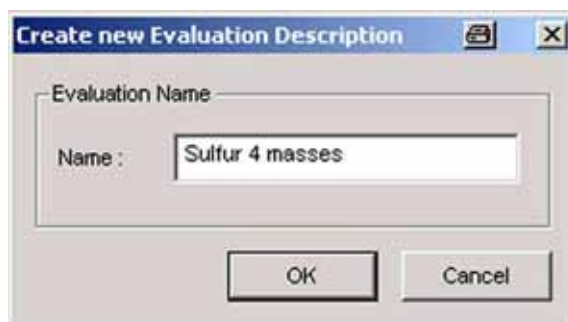 Create new Evaluation Description
Evaluation Name
Name : Sulfur 4 masses
OK Cancel